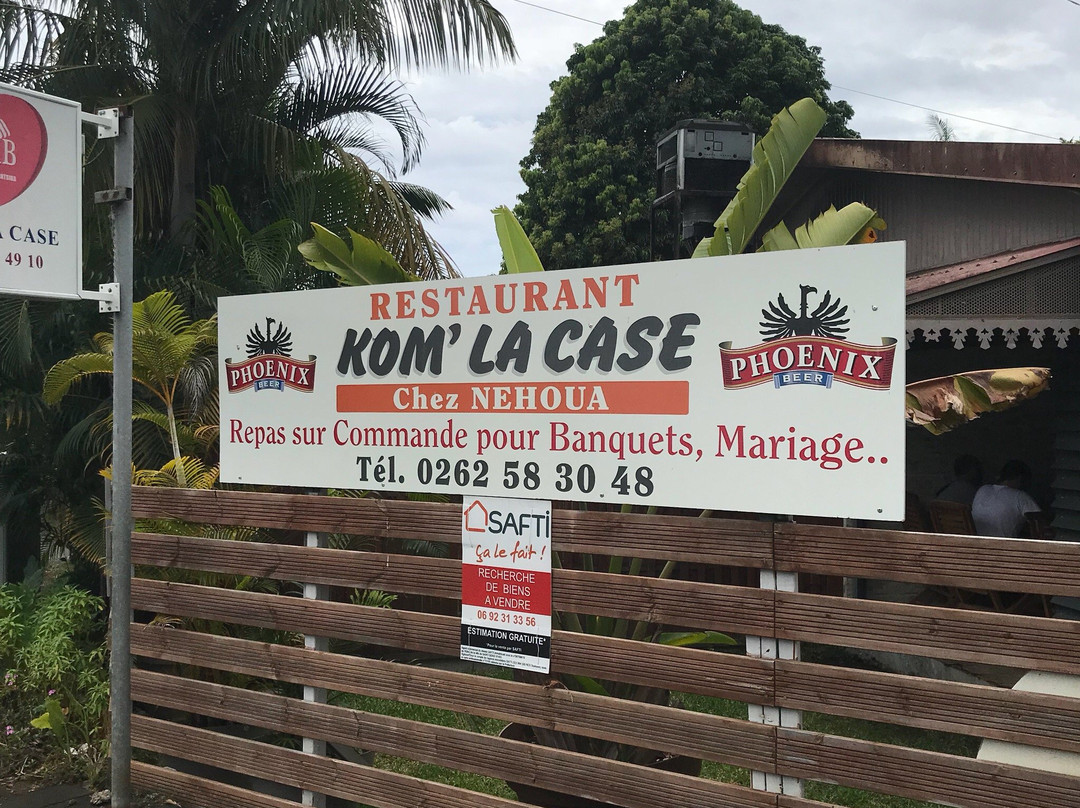 B
A CASE
49 10
RESTAURANT
KOM' LA CASE
Chez NEHOUA
PHOENIX
BEER
PHOENIX
BEER
Repas sur Commande pour Banquets, Mariage..
Tél. 0262 58 30 48
SAFTI
Ça le fait !
RECHERCHE
DE BIENS
A VENDRE
06 92 31 33 56
ESTIMATION GRATUITE*